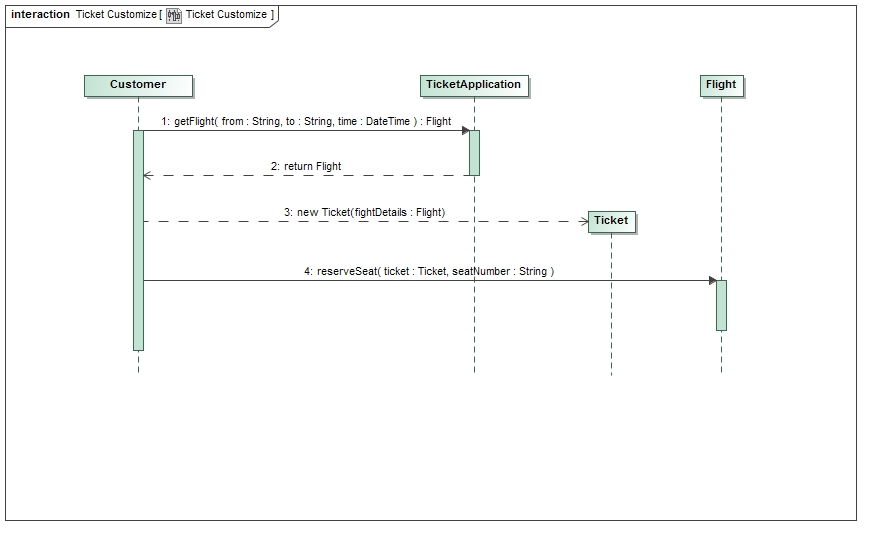 interaction Ticket Customize [ Ticket Customize ]
Customer
TicketApplication
Flight
1: getFlight( from : String, to : String, time : DateTime ) : Flight
2: return Flight
3: new Ticket(fightDetails : Flight)
Ticket
4: reserveSeat( ticket : Ticket, seatNumber : String )